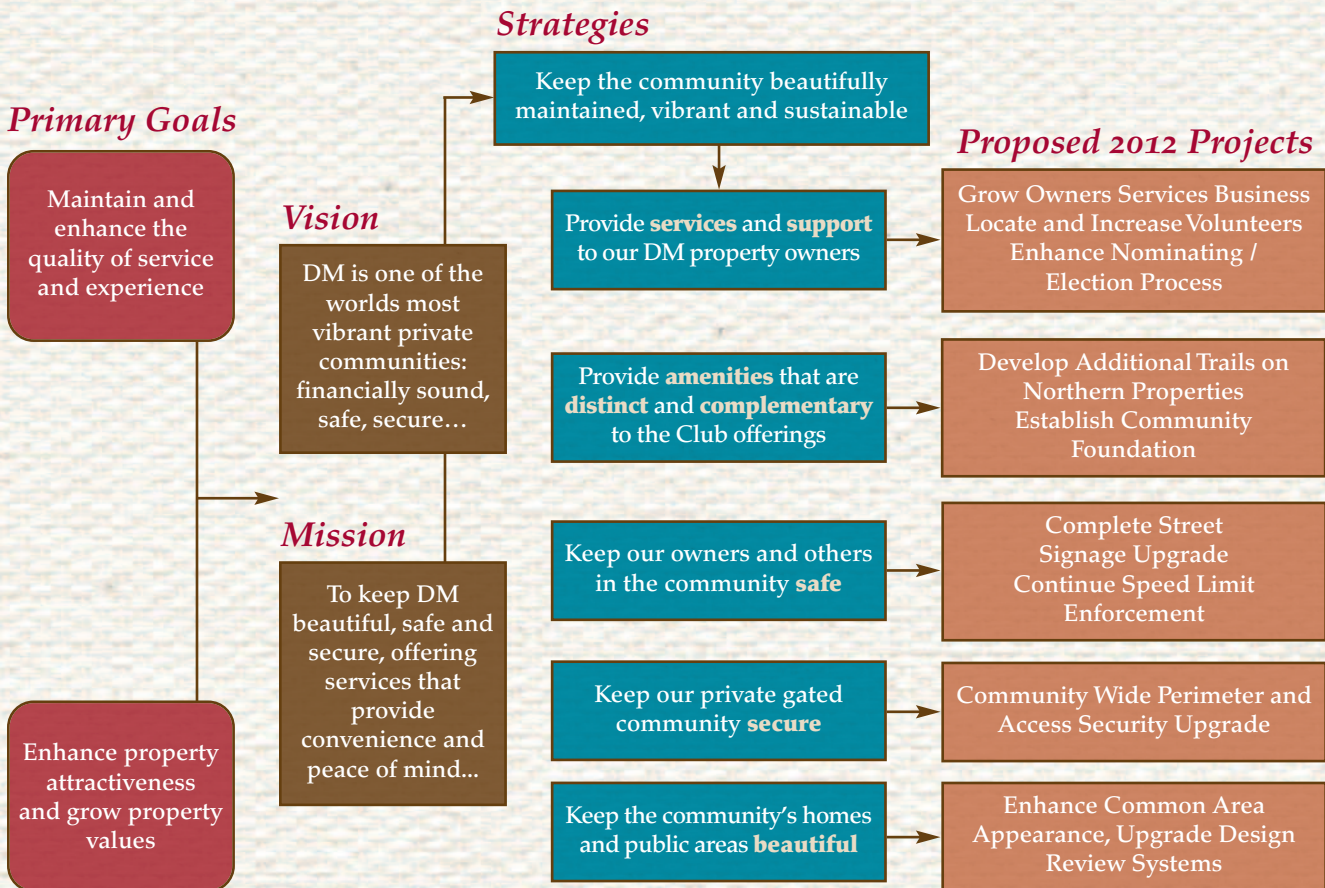 Primary Goals
Maintain and
enhance the
quality of service
and experience
Enhance property
attractiveness
and grow property
values
Vision
DM is one of the
worlds most
vibrant private
communities:
financially sound,
safe, secure…
Mission
To keep DM
beautiful, safe and
secure, offering
services that
provide
convenience and
peace of mind...
Strategies
Keep the community beautifully
maintained, vibrant and sustainable
Provide services and support
to our DM property owners
Provide amenities that are
distinct and complementary
to the Club offerings
Keep our owners and others
in the community safe
Keep our private gated
community secure
Keep the community’s homes
and public areas beautiful
Proposed 2012 Projects
Grow Owners Services Business
Locate and Increase Volunteers
Enhance Nominating /
Election Process
Develop Additional Trails on
Northern Properties
Establish Community
Foundation
Complete Street
Signage Upgrade
Continue Speed Limit
Enforcement
Community Wide Perimeter and
Access Security Upgrade
Enhance Common Area
Appearance, Upgrade Design
Review Systems